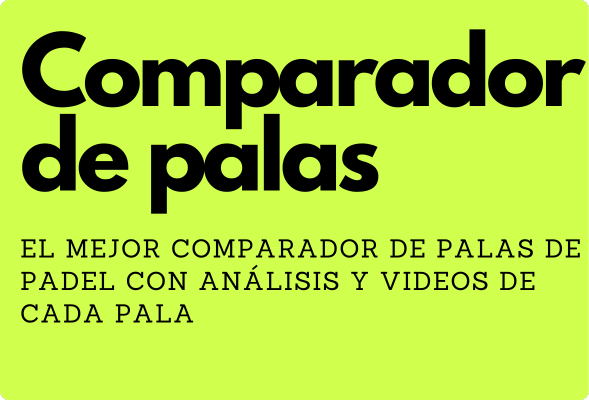 Comparador
de palas
EL MEJOR COMPARADOR DE PALAS DE
PADEL CON ANÁLISIS Y VIDEOS DE
CADA PALA